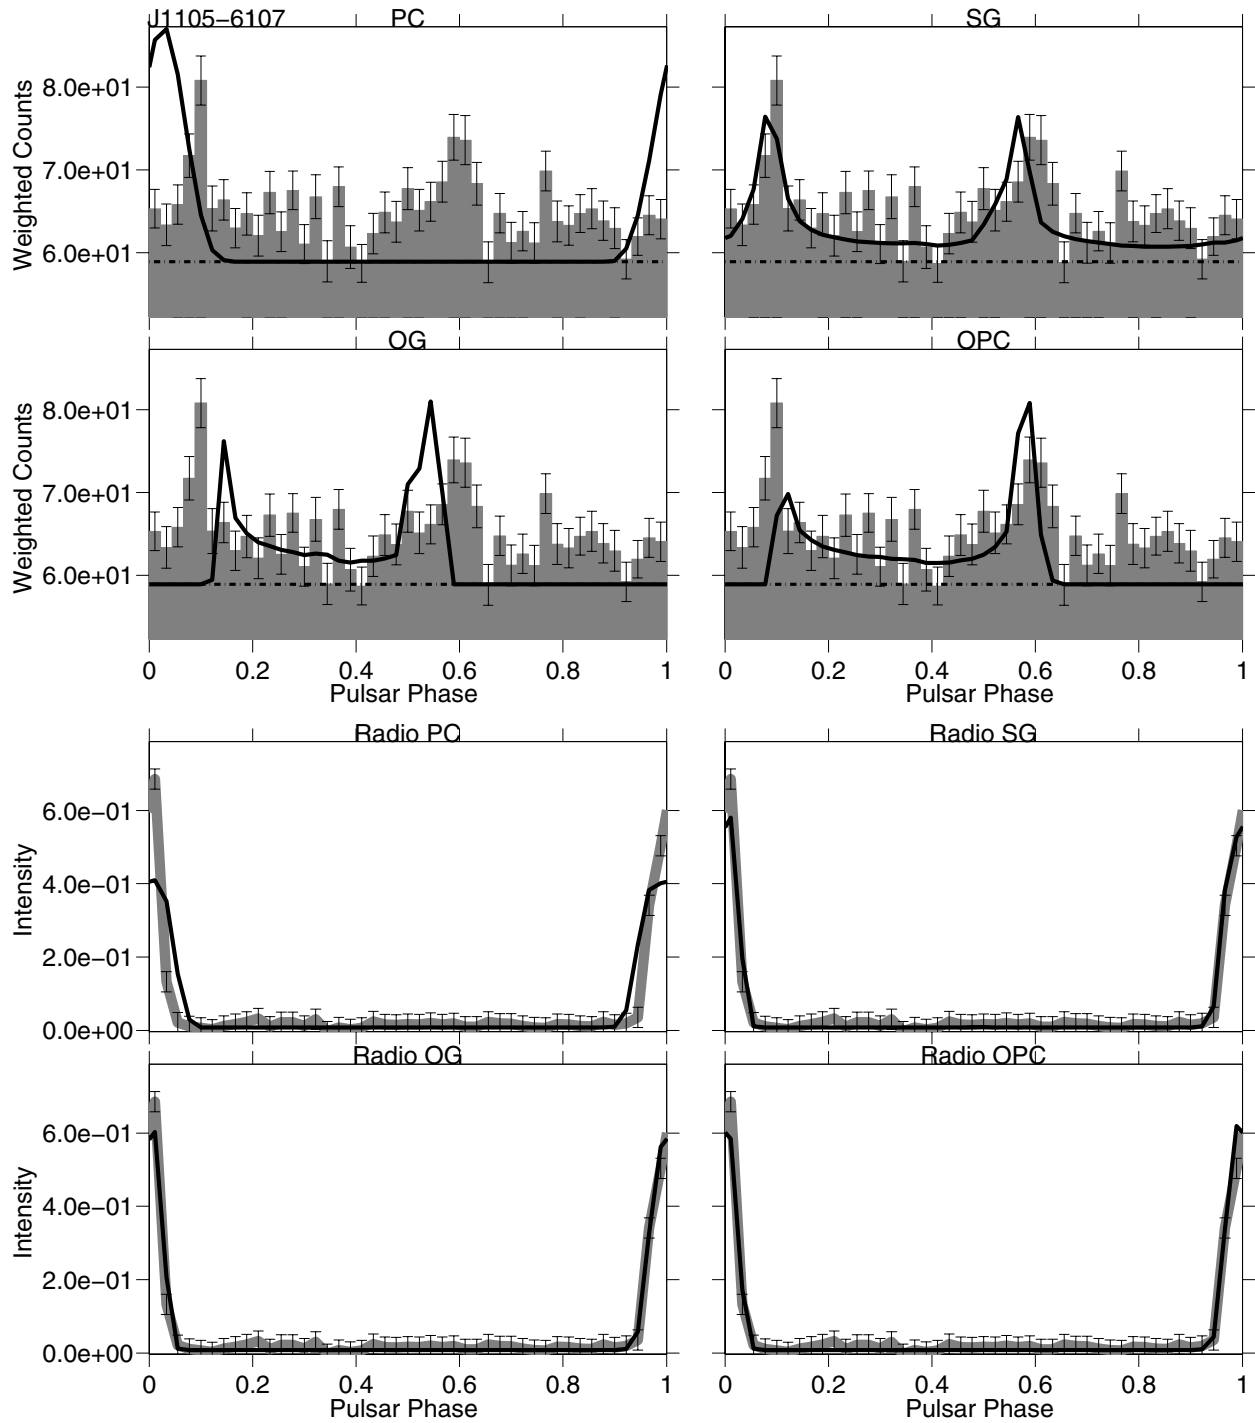 J1105−6107 PC SG
Weighted Counts
8.0e+01
7.0e+01
6.0e+01
OG OPC
Weighted Counts
8.0e+01
7.0e+01
6.0e+01
0 0.2 0.4 0.6 0.8 1 0 0.2 0.4 0.6 0.8 1
Pulsar Phase Pulsar Phase
Radio PC Radio SG
Intensity
6.0e−01
4.0e−01
2.0e−01
0.0e+00
Radio OG Radio OPC
Intensity
6.0e−01
4.0e−01
2.0e−01
0.0e+00
0 0.2 0.4 0.6 0.8 1 0 0.2 0.4 0.6 0.8 1
Pulsar Phase Pulsar Phase